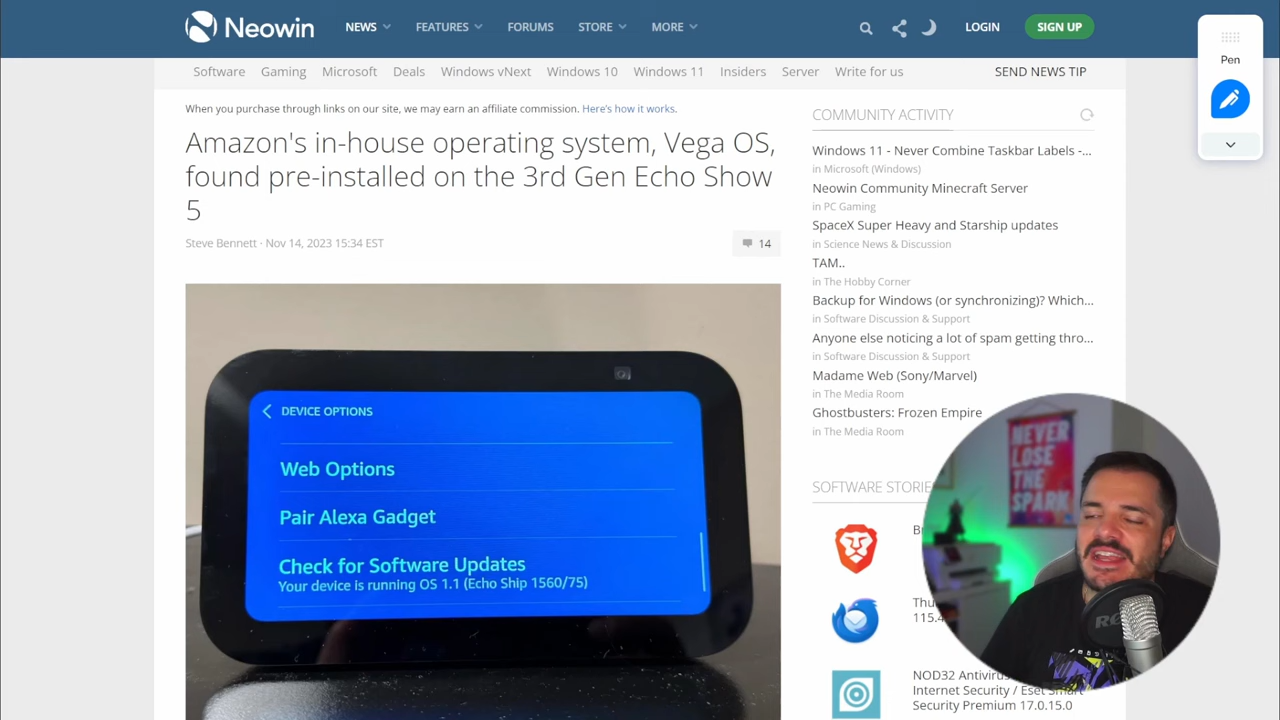 Neowin
NEWS
FEATURES
FORUMS
STORE
MORE
LOGIN
SIGN UP
Pen
Software
Gaming
Microsoft
Deals
Windows vNext
Windows 10
Windows 11
Insiders
Server
Write for us
SEND NEWS TIP
When you purchase through links on our site, we may earn an affiliate commission. Here's how it works.
Amazon's in-house operating system, Vega OS,
found pre-installed on the 3rd Gen Echo Show
5
Steve Bennett · Nov 14, 2023 15:34 EST
14
DEVICE OPTIONS
Web Options
Pair Alexa Gadget
Check for Software Updates
Your device is running OS 1.1 (Echo Ship 1560/75)
COMMUNITY ACTIVITY
Windows 11 - Never Combine Taskbar Labels -...
in Microsoft (Windows)
Neowin Community Minecraft Server
in PC Gaming
SpaceX Super Heavy and Starship updates
in Science News & Discussion
TAM..
in The Hobby Corner
Backup for Windows (or synchronizing)? Which...
in Software Discussion & Support
Anyone else noticing a lot of spam getting thro...
in Software Discussion & Support
Madame Web (Sony/Marvel)
in The Media Room
Ghostbusters: Frozen Empire
in The Media Room
SOFTWARE
115.4
NOD32 Antivirus
Internet Security / Eset Smart
Security Premium 17.0.15.0
NEVER
LOSE
THE
SPARK